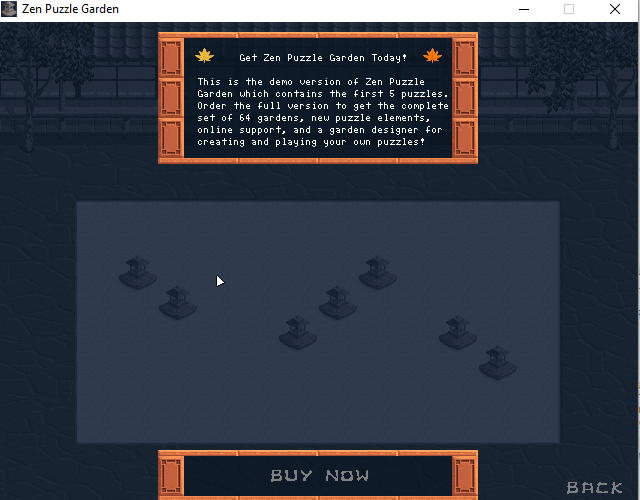 Zen Puzzle Garden
Get Zen Puzzle Garden Today!
This is the demo version of Zen Puzzle
Garden which contains the first 5 puzzles.
Order the full version to get the complete
set of 64 gardens, new puzzle elements,
online support, and a garden designer for
creating and playing your own puzzles!
BUY NOW
BACK